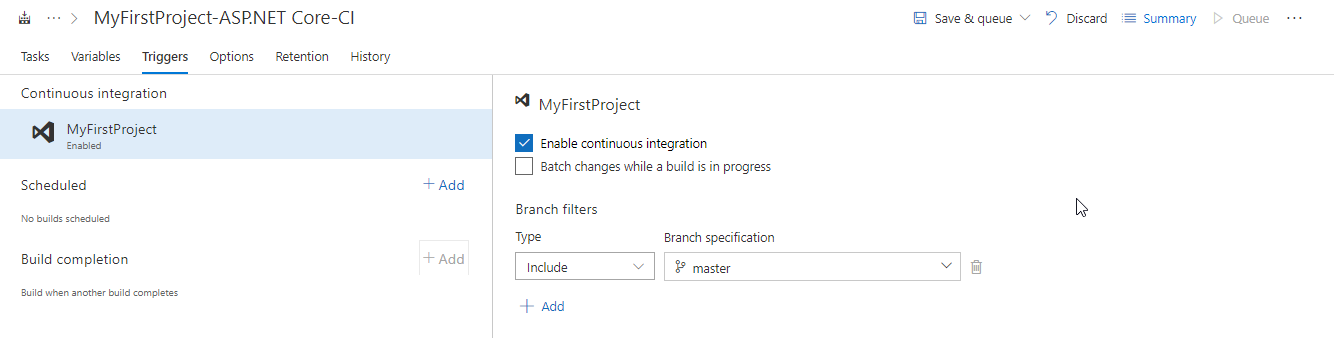 ... > MyFirstProject-ASP.NET Core-CI Save & queue Discard Summary Queue ...
Tasks Variables Triggers Options Retention History
Continuous integration
MyFirstProject
Enabled
Scheduled + Add
No builds scheduled
Build completion + Add
Build when another build completes
MyFirstProject
Enable continuous integration
Batch changes while a build is in progress
Branch filters
Type Branch specification
Include master
+ Add